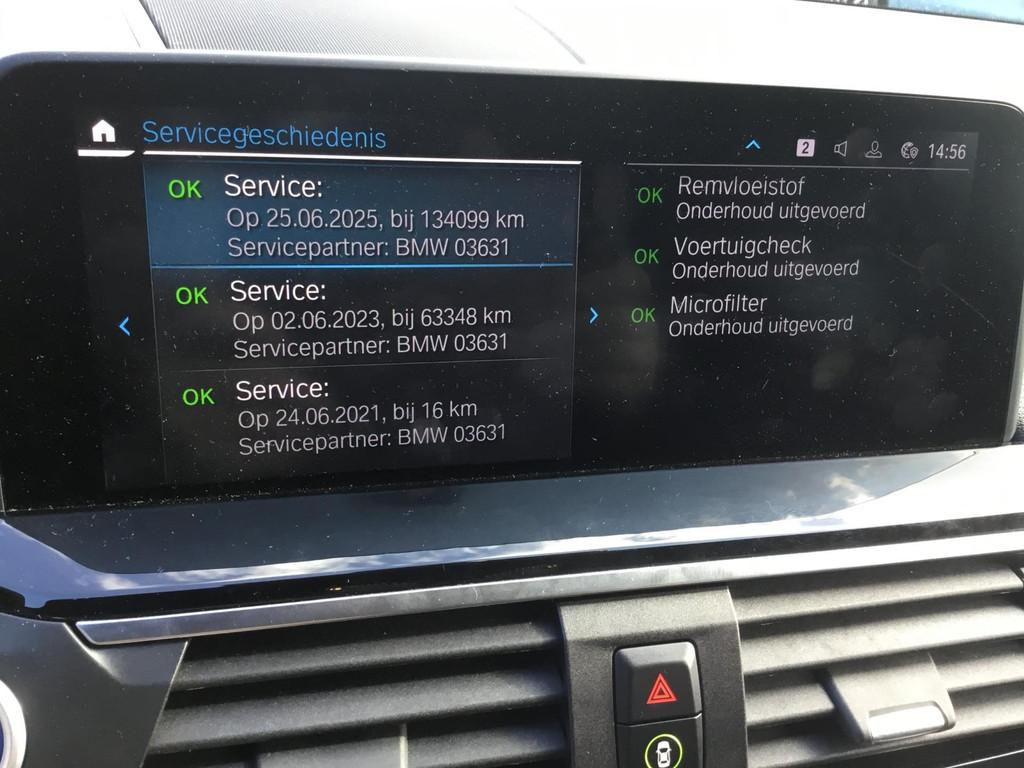 Servicegeschiedenis
2
14:56
OK Service:
Op 25.06.2025, bij 134099 km
Servicepartner: BMW 03631
OK Service:
Op 02.06.2023, bij 63348 km
Servicepartner: BMW 03631
OK Service:
Op 24.06.2021, bij 16 km
Servicepartner: BMW 03631
OK Remvloeistof
Onderhoud uitgevoerd
OK Voertuigcheck
Onderhoud uitgevoerd
OK Microfilter
Onderhoud uitgevoerd